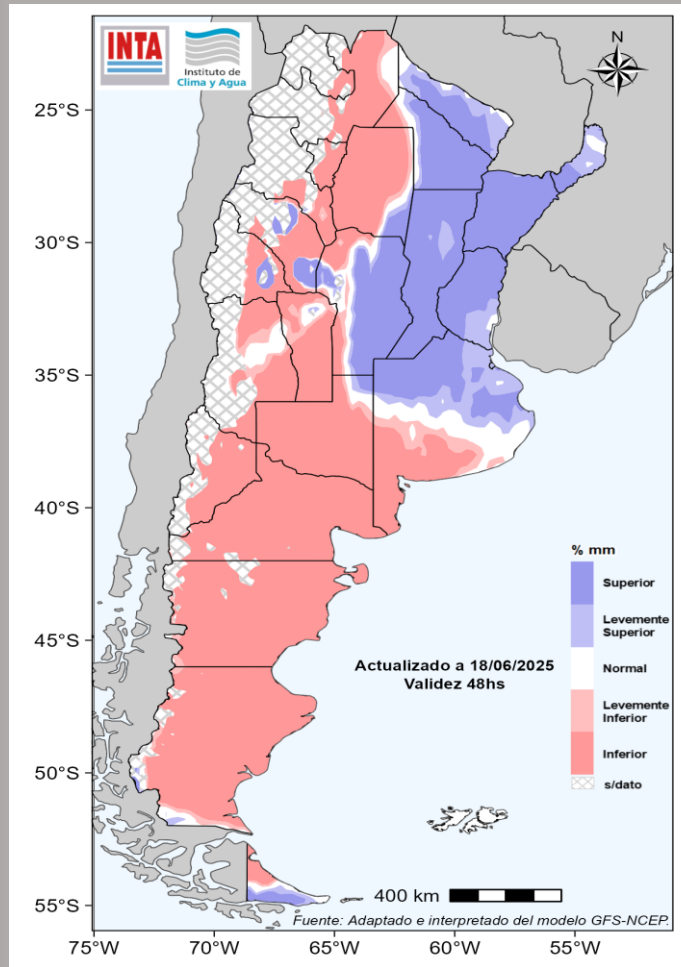 INTA
Instituto de
Clima y Agua
N
25°S
30°S
35°S
40°S
45°S
50°S
55°S
% mm
Superior
Levemente
Superior
Normal
Levemente
Inferior
Inferior
s/dato
Actualizado a 18/06/2025
Validez 48hs
400 km
Fuente: Adaptado e interpretado del modelo GFS-NCEP.
75°W
70°W
65°W
60°W
55°W